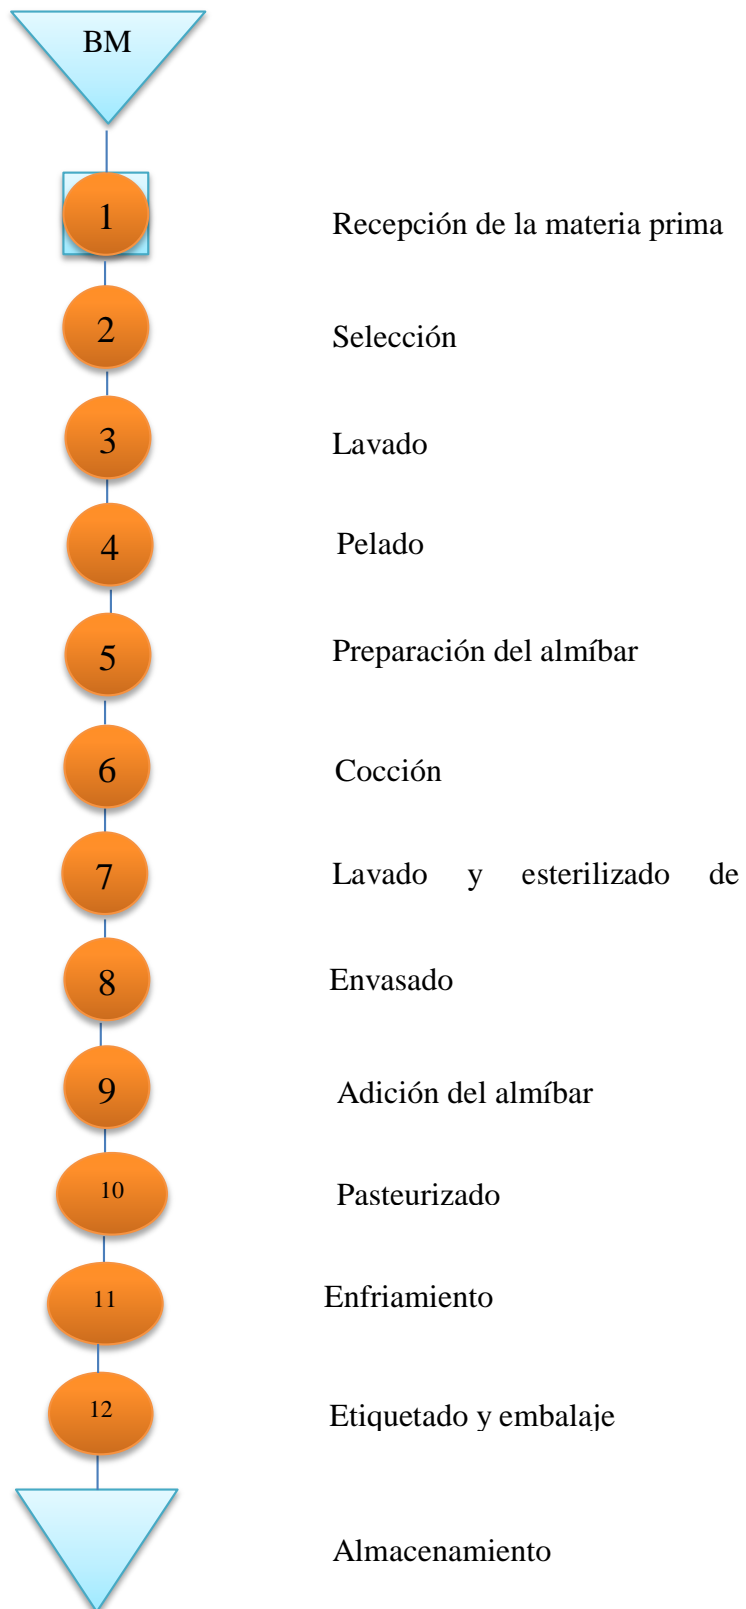 BM
1 Recepción de la materia prima
2 Selección
3 Lavado
4 Pelado
5 Preparación del almíbar
6 Cocción
7 Lavado y esterilizado de
8 Envasado
9 Adición del almíbar
10 Pasteurizado
11 Enfriamiento
12 Etiquetado y embalaje
Almacenamiento